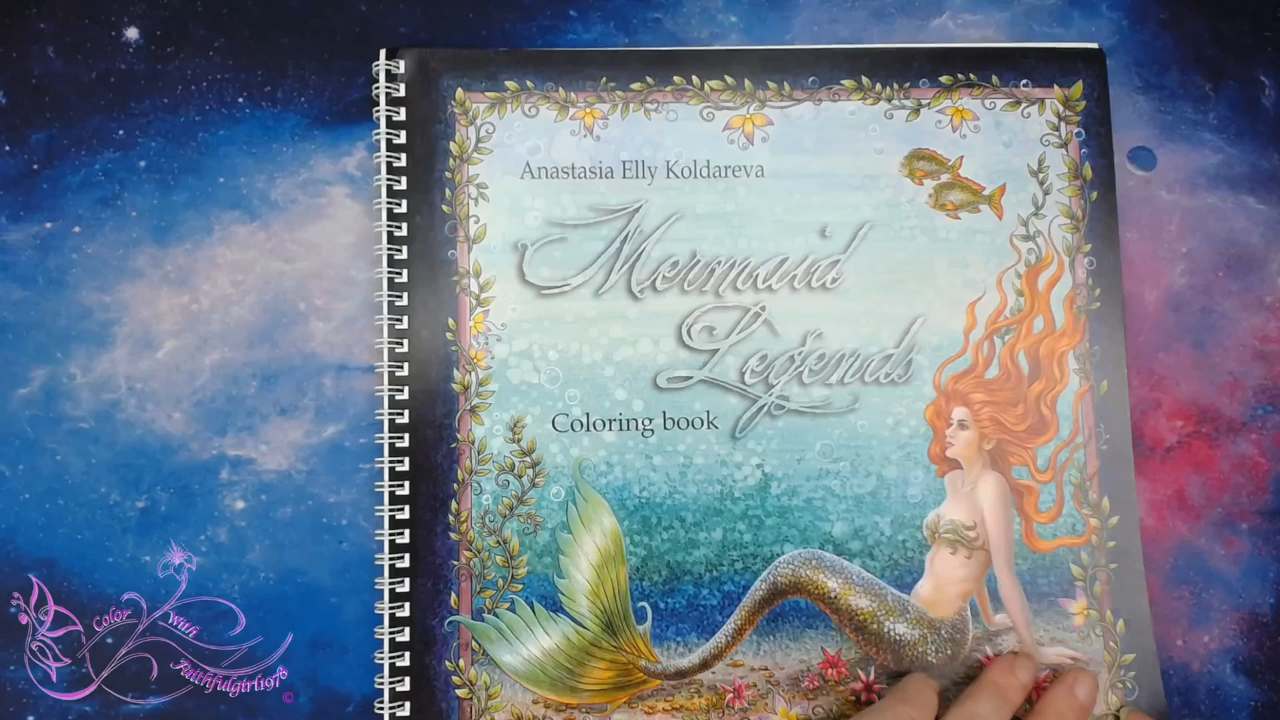 Anastasia Elly Koldareva
Mermaid
Legends
Coloring book
Color With
Faithfulgirl1978
©